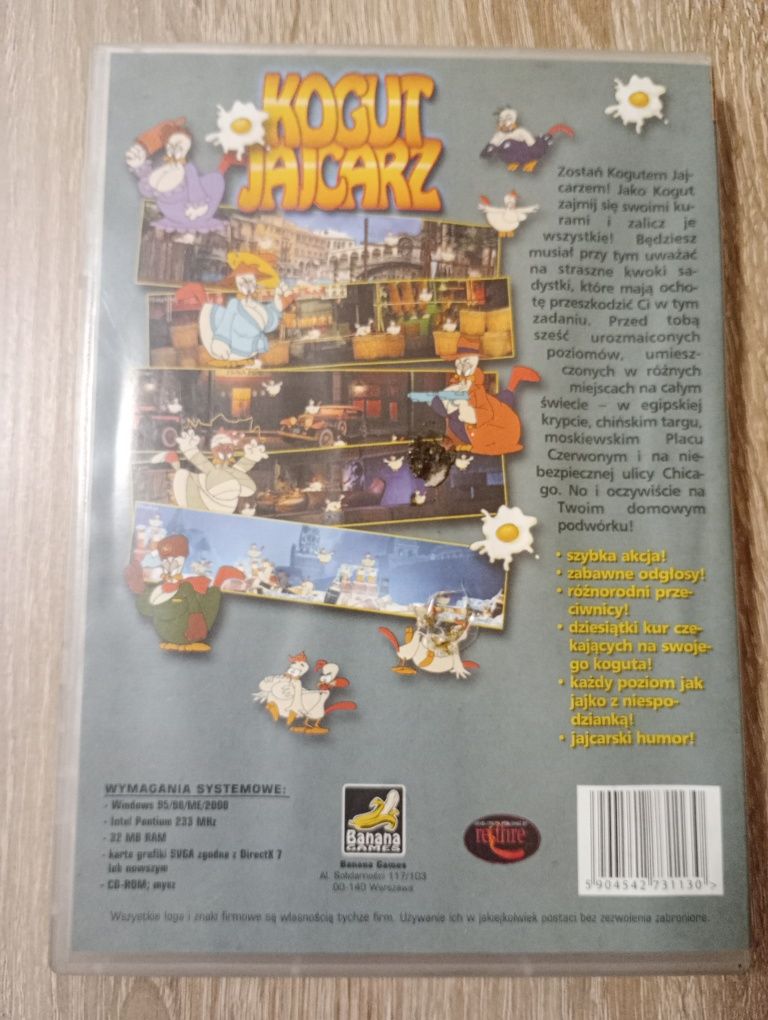 KOGUT
JAJCARZ
Zostań Kogutem Jaj-
carzem! Jako Kogut
zajmij się swoimi ku-
rami i zalicz je
wszystkie! Będziesz
musiał przy tym uważać
na straszne kwoki sa-
dystki, które mają ocho-
tę przeszkodzić Ci w tym
zadaniu. Przed tobą
sześć urozmaiconych
poziomów, umiesz-
czonych w różnych
miejscach na całym
świecie – w egipskiej
krypcie, chińskim targu,
moskiewskim Placu
Czerwonym i na nie-
bezpiecznej ulicy Chica-
go. No i oczywiście na
Twoim domowym
podwórku!
• szybka akcja!
• zabawne odgłosy!
• różnorodni prze-
ciwnicy!
• dziesiątki kur cze-
kających na swoje-
go koguta!
• każdy poziom jak
jajko z niespo-
dzianką!
• jajcarski humor!
WYMAGANIA SYSTEMOWE:
- Windows 95/98/ME/2000
- Intel Pentium 233 MHz
- 32 MB RAM
- karta grafiki SVGA zgodna z DirectX 7
lub nowszym
- CD-ROM; mysz
Banana
GAMES
Banana Games
Al. Solidarności 117/103
00-140 Warszawa
redfire
5904542731130>
Wszystkie loga i znaki firmowe są własnością tychże firm. Używanie ich w jakiejkolwiek postaci bez zezwolenia zabronione.